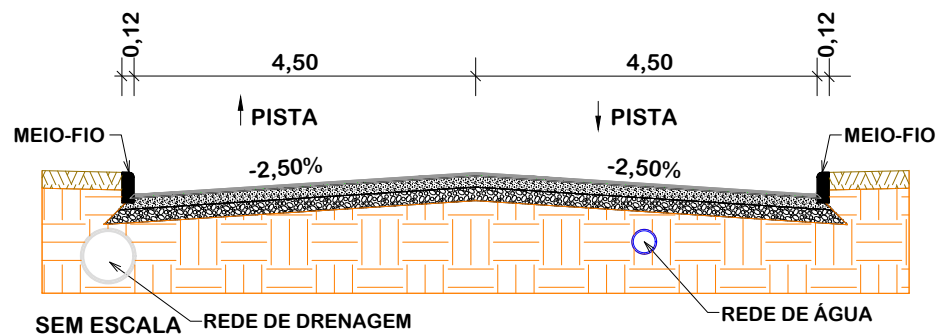 0,12
4,50
4,50
0,12
PISTA
PISTA
MEIO-FIO
MEIO-FIO
-2,50%
-2,50%
SEM ESCALA
REDE DE DRENAGEM
REDE DE ÁGUA